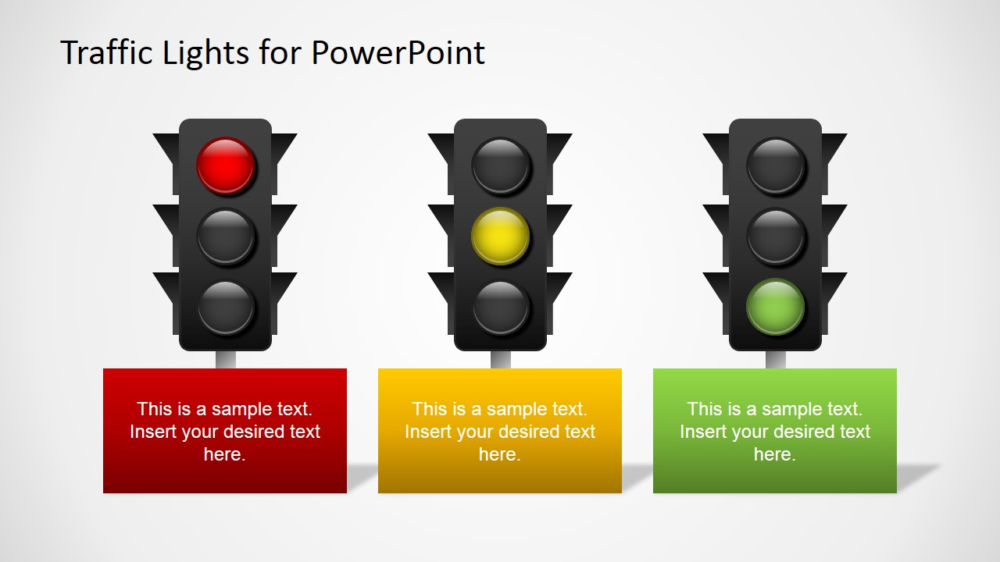 Traffic Lights for PowerPoint
This is a sample text.
Insert your desired text
here.
This is a sample text.
Insert your desired text
here.
This is a sample text.
Insert your desired text
here.